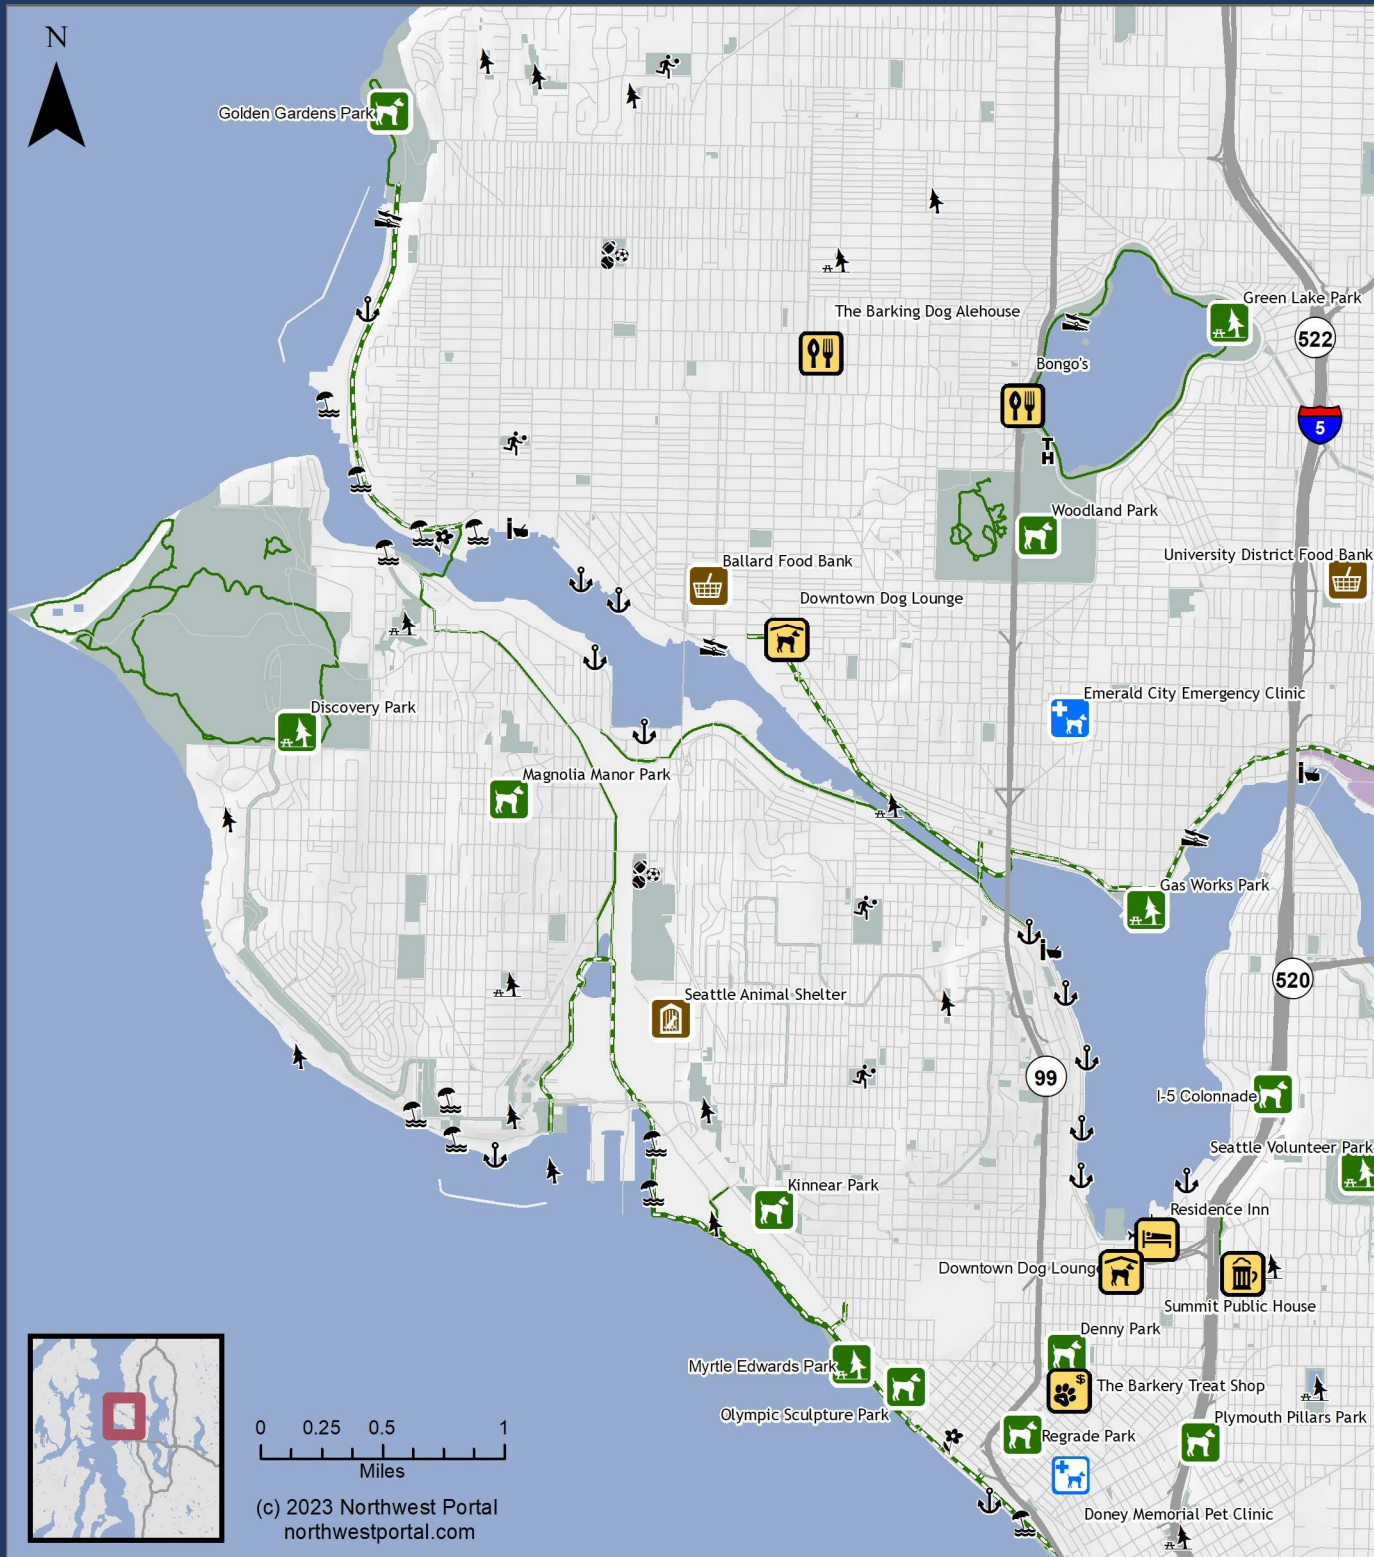 N
Golden Gardens Park
Green Lake Park
The Barking Dog Alehouse
522
Bongo's
5
T
H
Woodland Park
University District Food Bank
Ballard Food Bank
Downtown Dog Lounge
Emerald City Emergency Clinic
Discovery Park
Magnolia Manor Park
Gas Works Park
520
Seattle Animal Shelter
99
I-5 Colonnade
Seattle Volunteer Park
Kinnear Park
Residence Inn
Downtown Dog Lounge
Summit Public House
Denny Park
Myrtle Edwards Park
$
The Barkery Treat Shop
Olympic Sculpture Park
Plymouth Pillars Park
Regrade Park
0 0.25 0.5 1
Miles
(c) 2023 Northwest Portal
northwestportal.com
Doney Memorial Pet Clinic